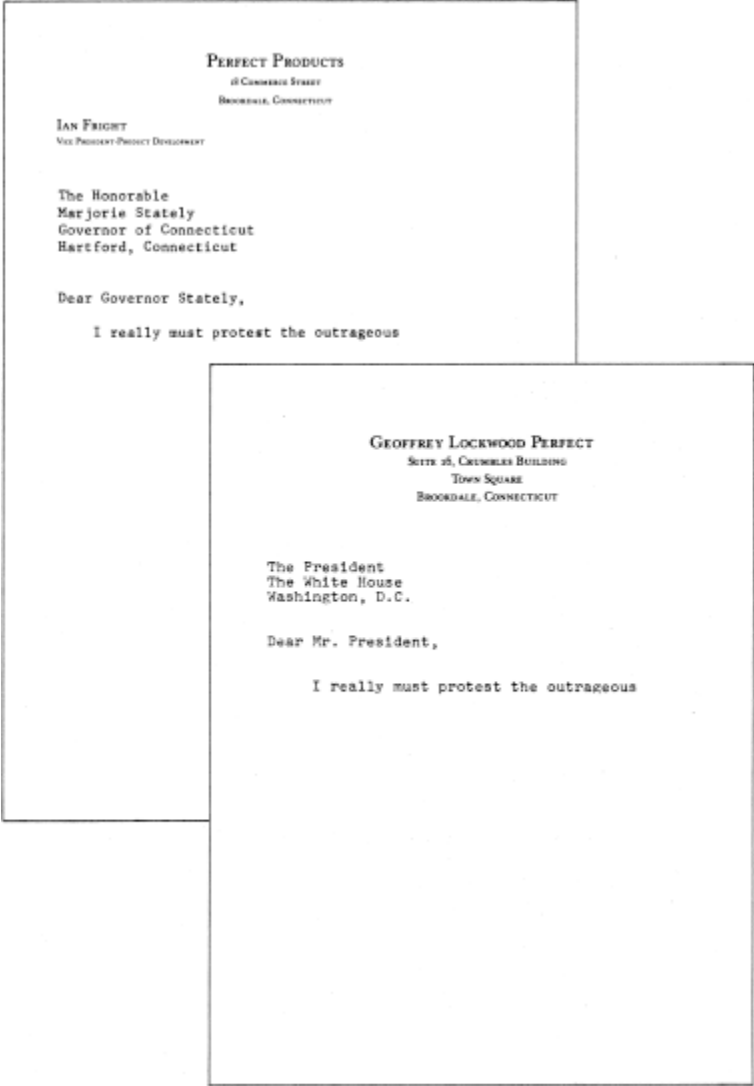 PERFECT PRODUCTS
18 COMMERCE STREET
BROOKDALE, CONNECTICUT
IAN FRIGHT
VICE PRESIDENT-PRODUCT DEVELOPMENT
The Honorable
Marjorie Stately
Governor of Connecticut
Hartford, Connecticut
Dear Governor Stately,
I really must protest the outrageous
GEOFFREY LOCKWOOD PERFECT
SUITE 26, CRUMBLES BUILDING
TOWN SQUARE
BROOKDALE, CONNECTICUT
The President
The White House
Washington, D.C.
Dear Mr. President,
I really must protest the outrageous